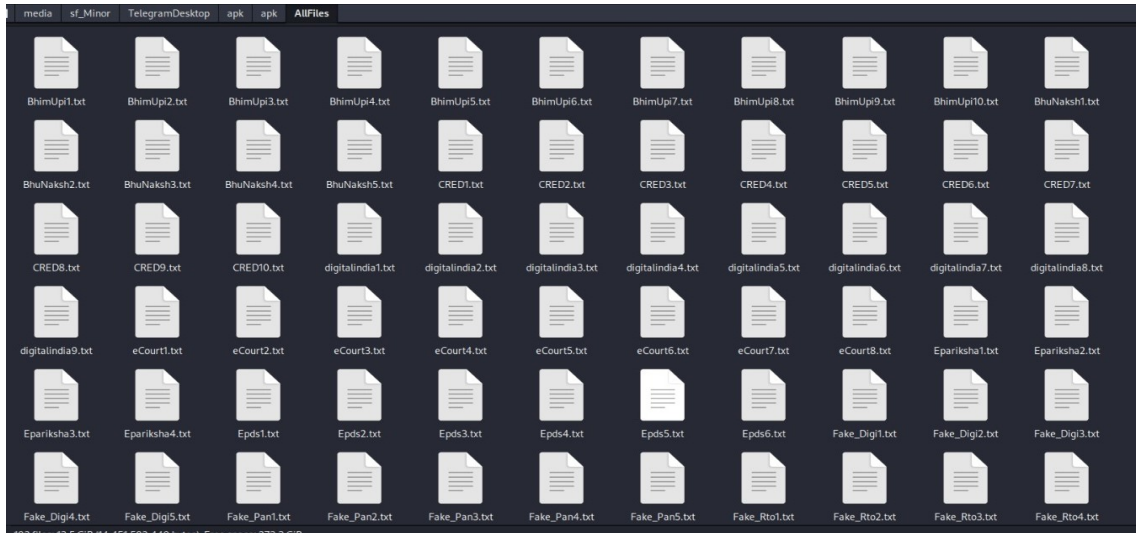 media sf_Minor TelegramDesktop apk apk AllFiles
BhimUpi1.txt BhimUpi2.txt BhimUpi3.txt BhimUpi4.txt BhimUpi5.txt BhimUpi6.txt BhimUpi7.txt BhimUpi8.txt BhimUpi9.txt BhimUpi10.txt BhuNaksh1.txt
BhuNaksh2.txt BhuNaksh3.txt BhuNaksh4.txt BhuNaksh5.txt CRED1.txt CRED2.txt CRED3.txt CRED4.txt CRED5.txt CRED6.txt CRED7.txt
CRED8.txt CRED9.txt CRED10.txt digitalindia1.txt digitalindia2.txt digitalindia3.txt digitalindia4.txt digitalindia5.txt digitalindia6.txt digitalindia7.txt digitalindia8.txt
digitalindia9.txt eCourt1.txt eCourt2.txt eCourt3.txt eCourt4.txt eCourt5.txt eCourt6.txt eCourt7.txt eCourt8.txt Epariksha1.txt Epariksha2.txt
Epariksha3.txt Epariksha4.txt Epds1.txt Epds2.txt Epds3.txt Epds4.txt Epds5.txt Epds6.txt Fake_Digi1.txt Fake_Digi2.txt Fake_Digi3.txt
Fake_Digi4.txt Fake_Digi5.txt Fake_Pan1.txt Fake_Pan2.txt Fake_Pan3.txt Fake_Pan4.txt Fake_Pan5.txt Fake_Rto1.txt Fake_Rto2.txt Fake_Rto3.txt Fake_Rto4.txt